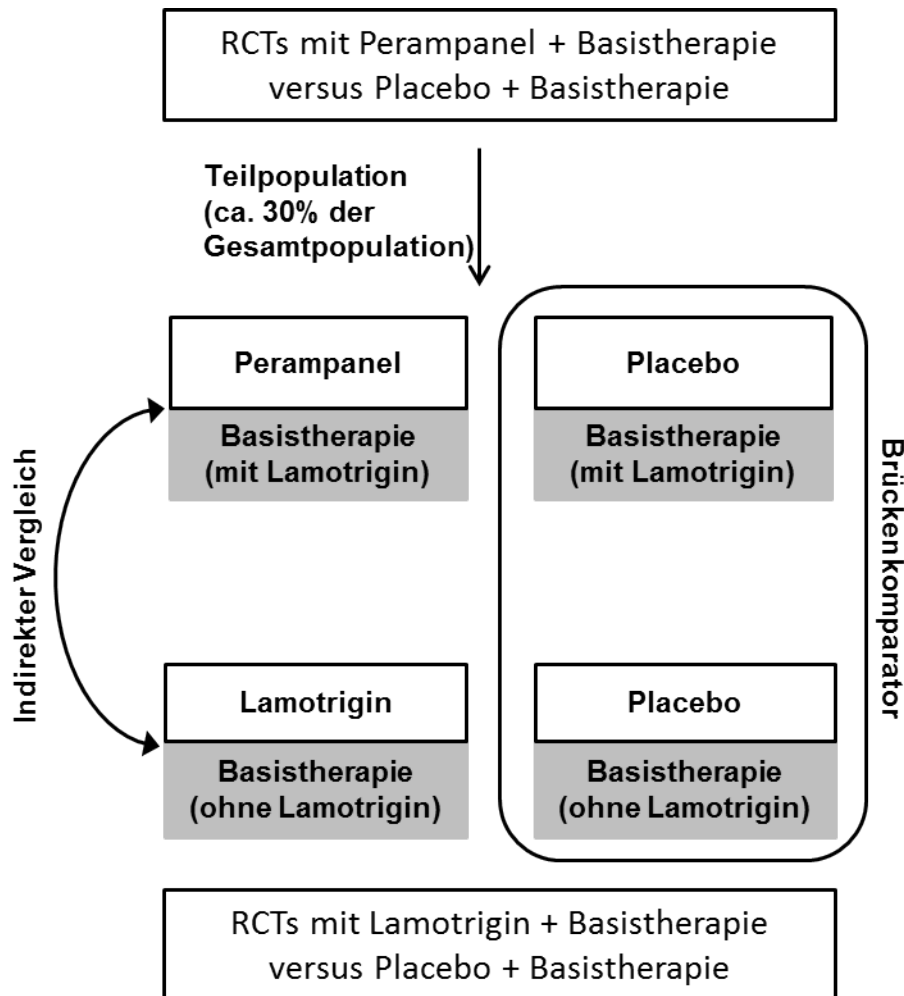 RCTs mit Perampanel + Basistherapie
versus Placebo + Basistherapie
Teilpopulation
(ca. 30% der
Gesamtpopulation)
Perampanel
Placebo
Basistherapie
(mit Lamotrigin)
Basistherapie
(mit Lamotrigin)
Indirekter Vergleich
Brückenkomparator
Lamotrigin
Placebo
Basistherapie
(ohne Lamotrigin)
Basistherapie
(ohne Lamotrigin)
RCTs mit Lamotrigin + Basistherapie
versus Placebo + Basistherapie